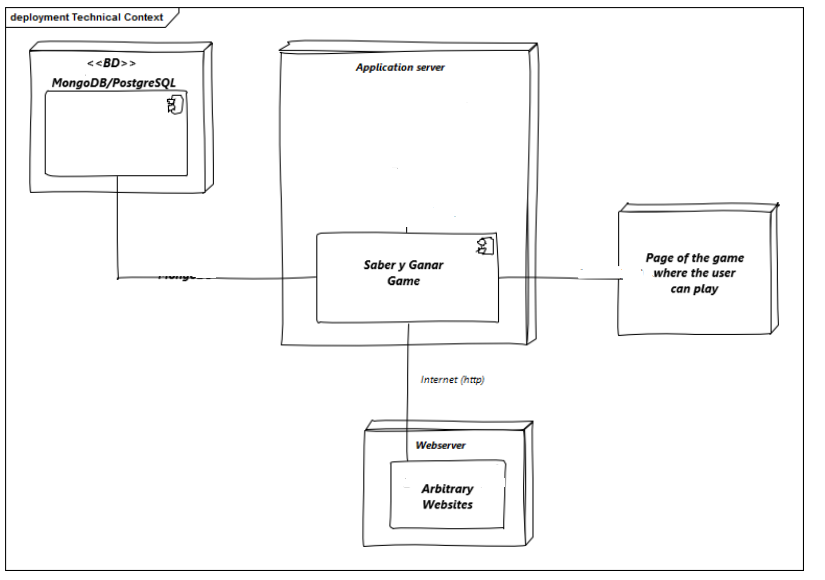 deployment Technical Context
<<BD>>
MongoDB/PostgreSQL
Application server
Saber y Ganar
Game
Page of the game
where the user
can play
Internet (http)
Webserver
Arbitrary
Websites